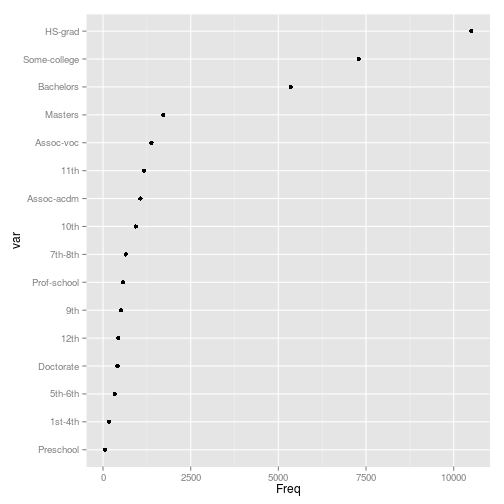 HS-grad
Some-college
Bachelors
Masters
Assoc-voc
11th
Assoc-acdm
10th
7th-8th
Prof-school
9th
12th
Doctorate
5th-6th
1st-4th
Preschool
var
0 2500 5000 7500 10000
Freq